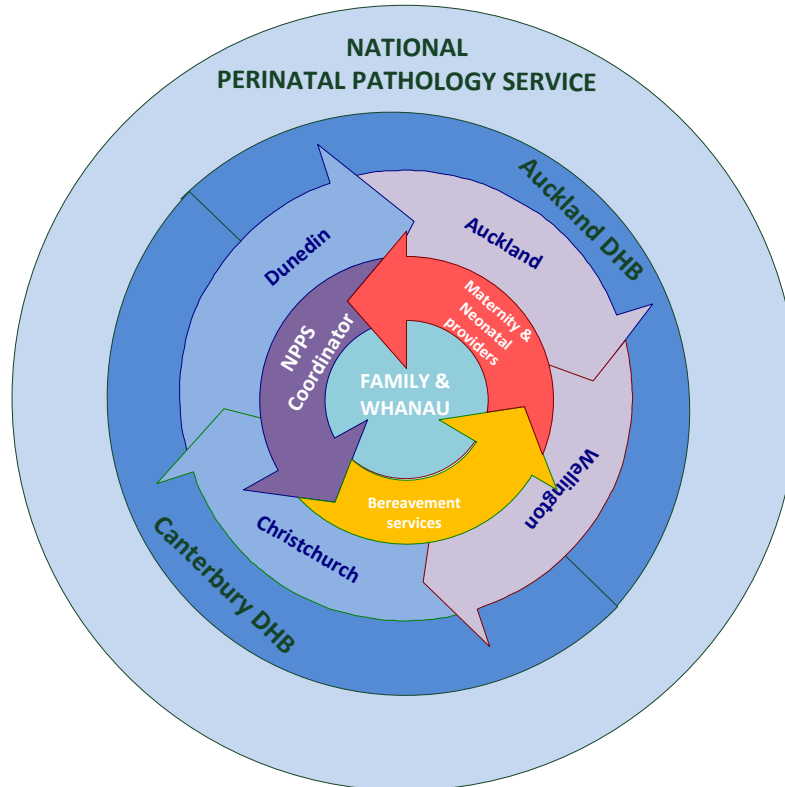 NATIONAL
PERINATAL PATHOLOGY SERVICE
Auckland DHB
Auckland
Dunedin
Maternity &
Neonatal
providers
NPPS
Coordinator
FAMILY &
WHANAU
Wellington
Bereavement
services
Christchurch
Canterbury DHB